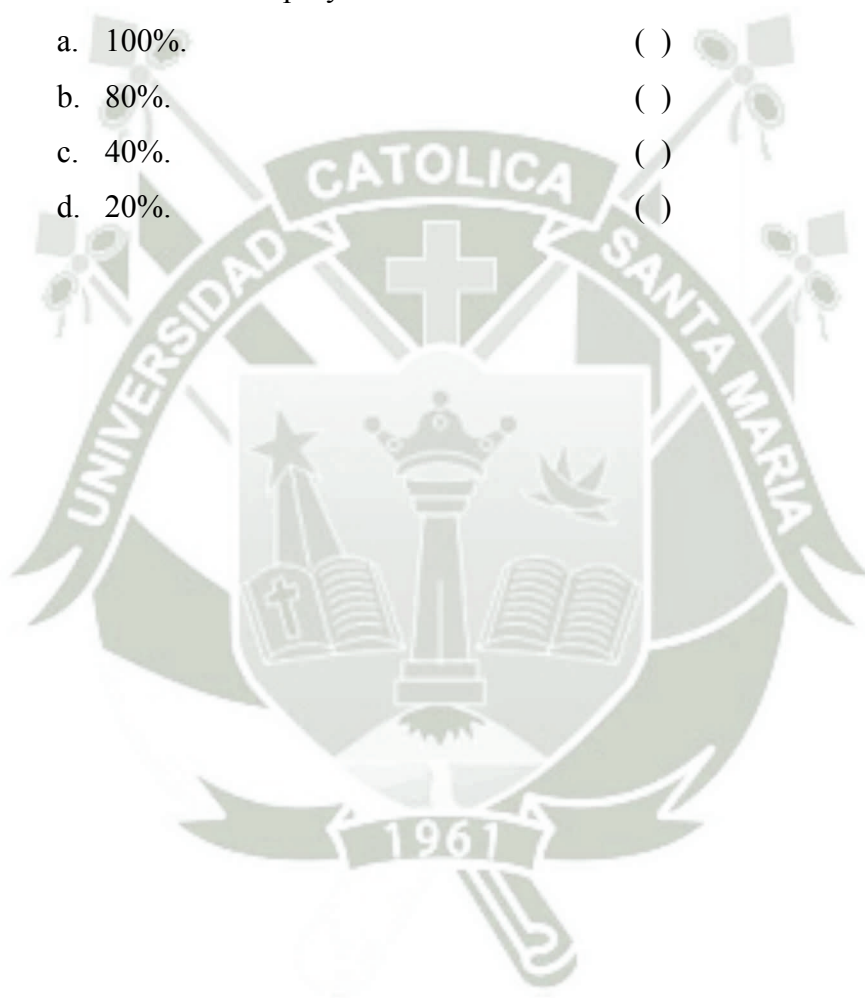 a. 100%. ( )
b. 80%. ( )
c. 40%. ( )
d. 20%. ( )
UNIVERSIDAD CATOLICA SANTA MARIA
1961